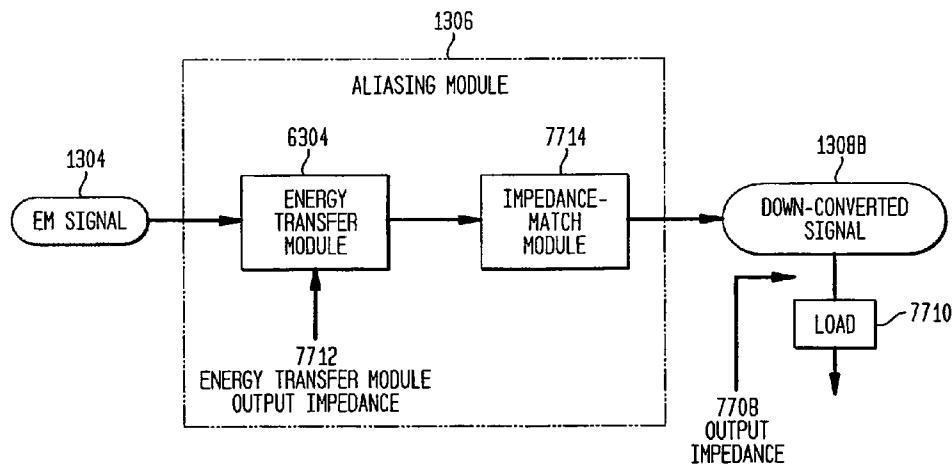 1306
ALIASING MODULE
1304
EM SIGNAL
6304
ENERGY
TRANSFER
MODULE
7714
IMPEDANCE-
MATCH
MODULE
1308B
DOWN-CONVERTED
SIGNAL
LOAD
7710
7712
ENERGY TRANSFER MODULE
OUTPUT IMPEDANCE
7708
OUTPUT
IMPEDANCE